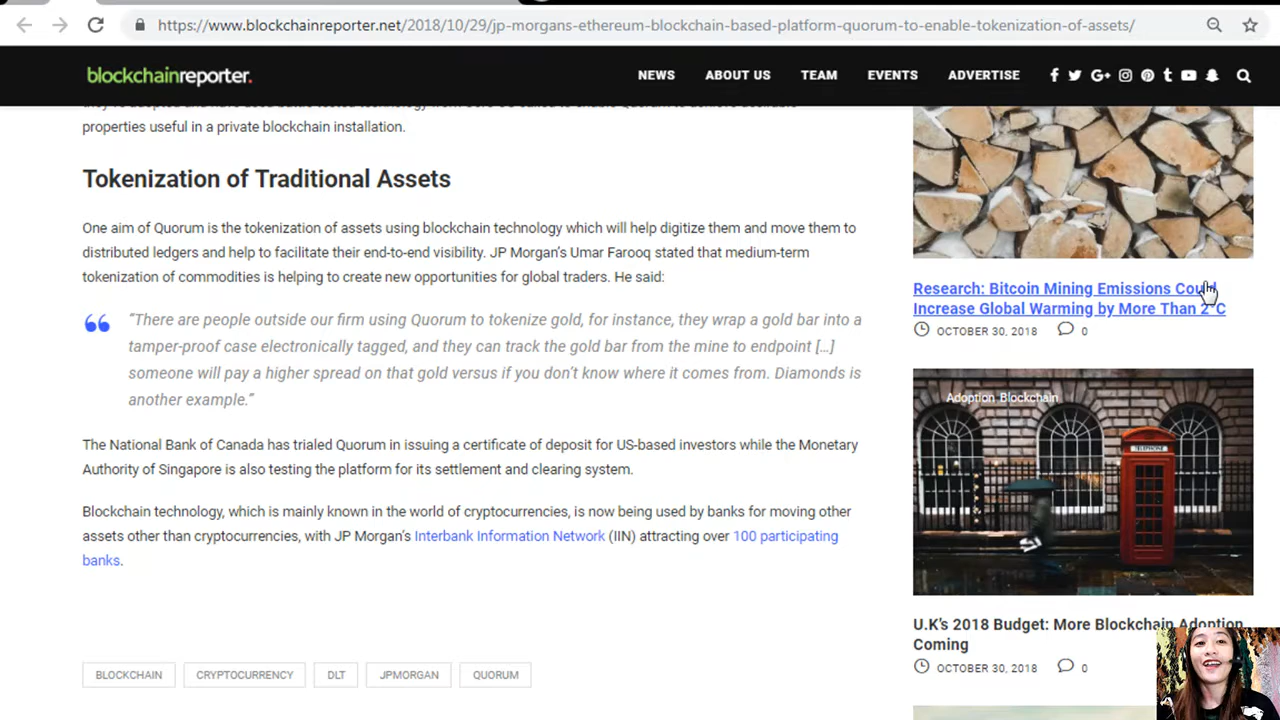 https://www.blockchainreporter.net/2018/10/29/jp-morgans-ethereum-blockchain-based-platform-quorum-to-enable-tokenization-of-assets/
blockchainreporter.
NEWS ABOUT US TEAM EVENTS ADVERTISE
properties useful in a private blockchain installation.
Tokenization of Traditional Assets
One aim of Quorum is the tokenization of assets using blockchain technology which will help digitize them and move them to
distributed ledgers and help to facilitate their end-to-end visibility. JP Morgan's Umar Farooq stated that medium-term
tokenization of commodities is helping to create new opportunities for global traders. He said:
“There are people outside our firm using Quorum to tokenize gold, for instance, they wrap a gold bar into a
tamper-proof case electronically tagged, and they can track the gold bar from the mine to endpoint […]
someone will pay a higher spread on that gold versus if you don't know where it comes from. Diamonds is
another example.”
The National Bank of Canada has trialed Quorum in issuing a certificate of deposit for US-based investors while the Monetary
Authority of Singapore is also testing the platform for its settlement and clearing system.
Blockchain technology, which is mainly known in the world of cryptocurrencies, is now being used by banks for moving other
assets other than cryptocurrencies, with JP Morgan's Interbank Information Network (IIN) attracting over 100 participating
banks.
BLOCKCHAIN CRYPTOCURRENCY DLT JPMORGAN QUORUM
Research: Bitcoin Mining Emissions Could
Increase Global Warming by More Than 2°C
OCTOBER 30, 2018 0
Adoption Blockchain
TELEPHONE
U.K's 2018 Budget: More Blockchain Adoption
Coming
OCTOBER 30, 2018 0